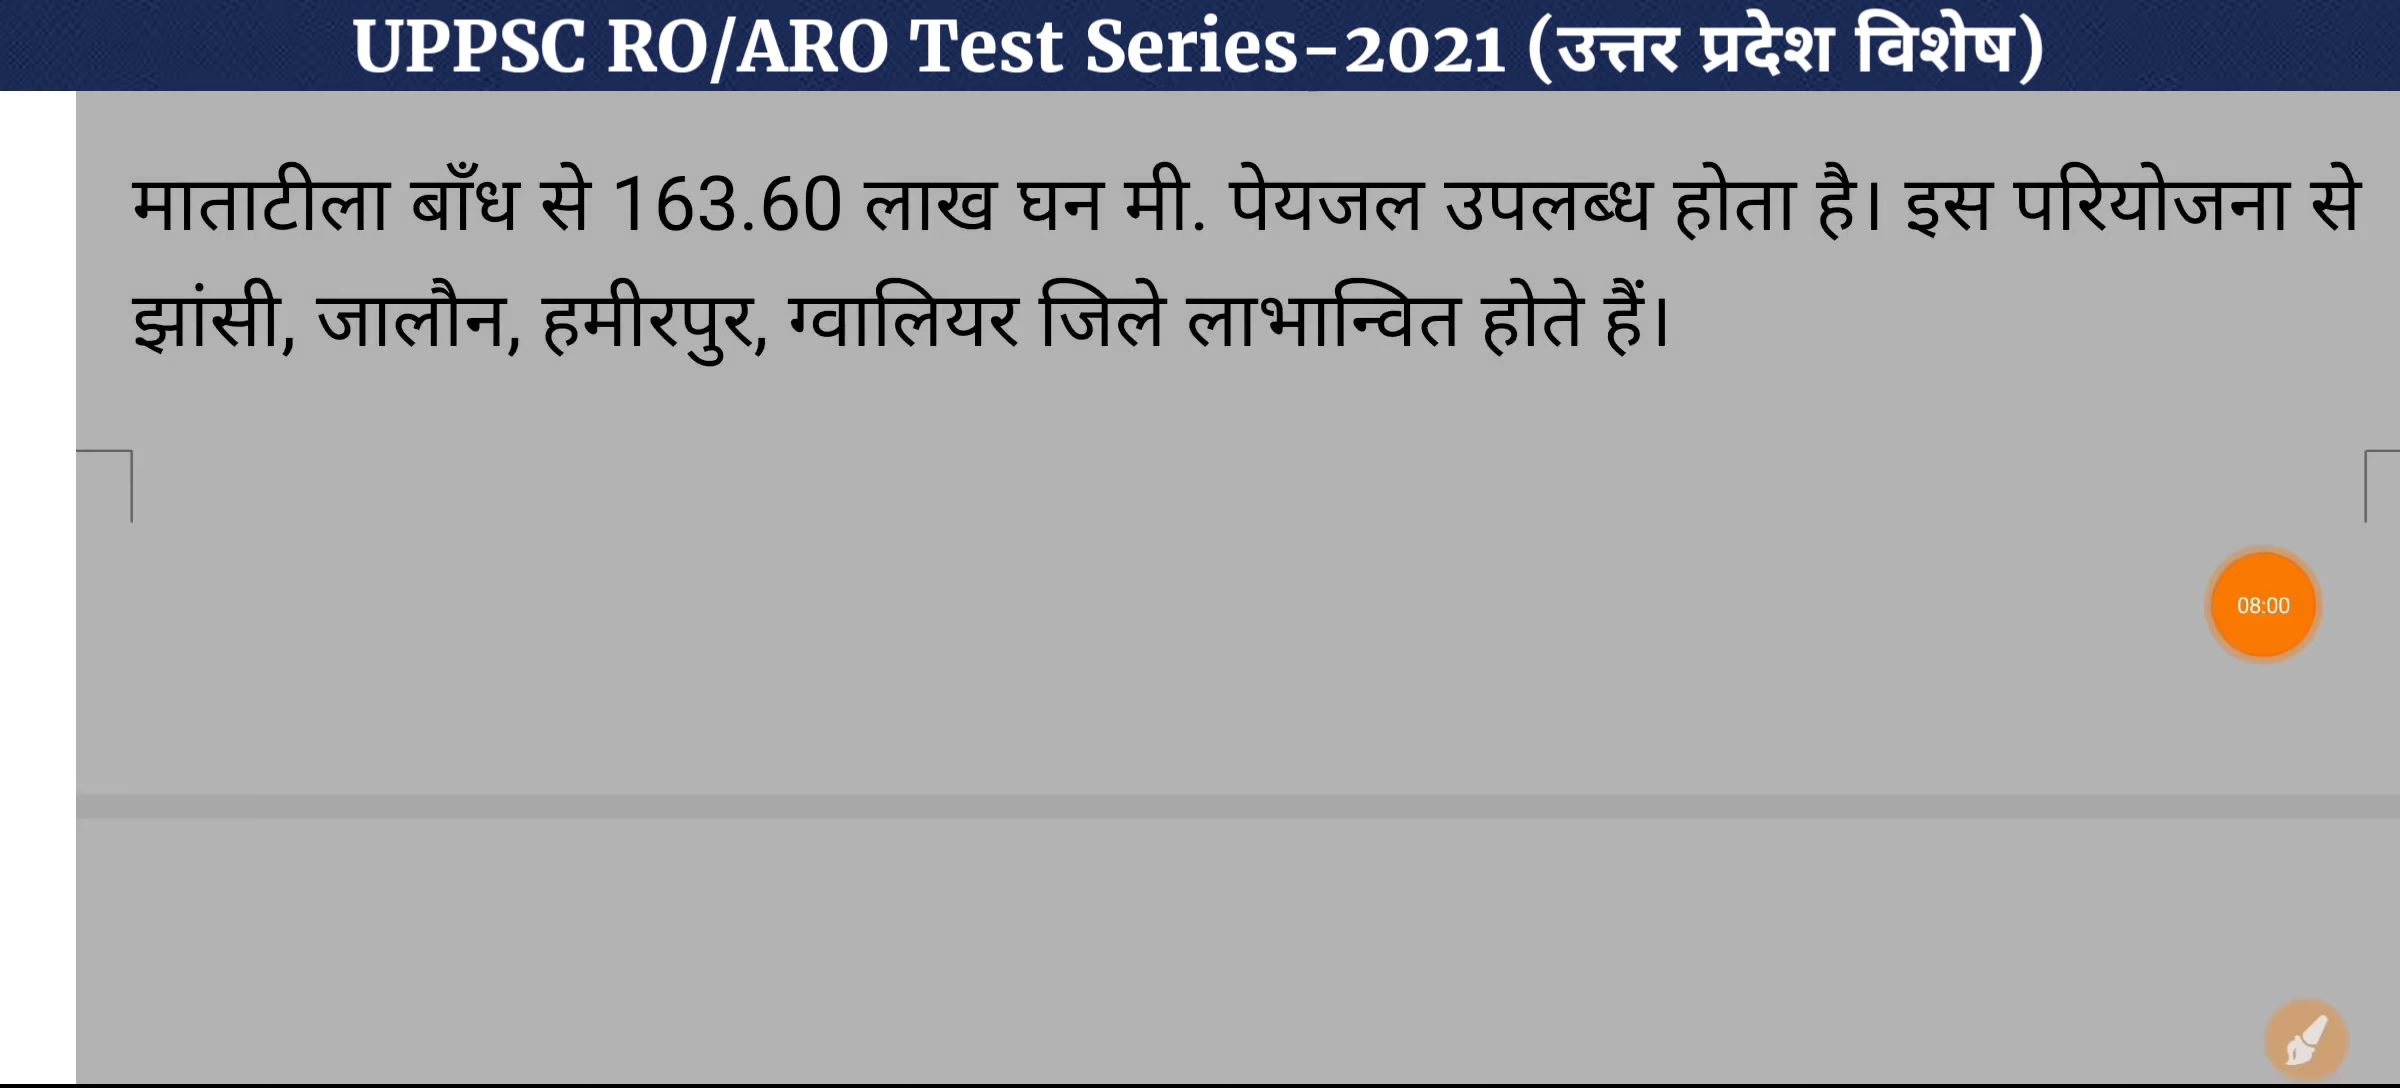 UPPSC RO/ARO Test Series-2021 (उत्तर प्रदेश विशेष)
माताटीला बाँध से 163.60 लाख घन मी. पेयजल उपलब्ध होता है। इस परियोजना से
झांसी, जालौन, हमीरपुर, ग्वालियर जिले लाभान्वित होते हैं।
08:00